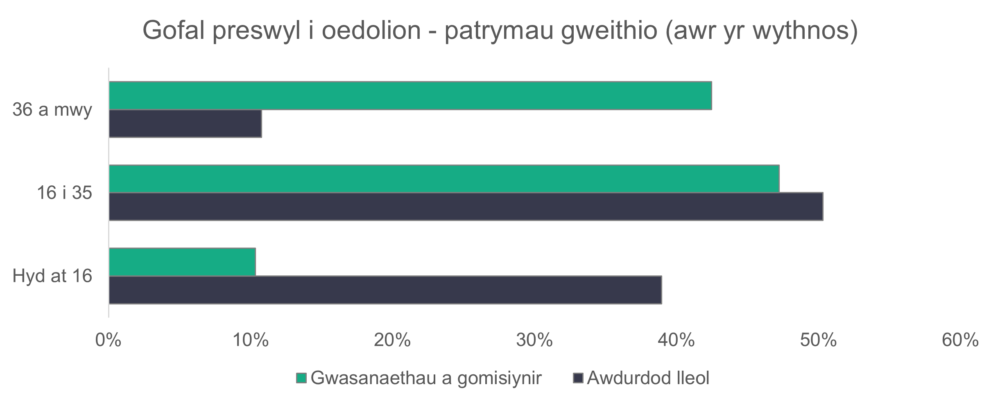 Gofal preswyl i oedolion - patrymau gweithio (awr yr wythnos)
36 a mwy
16 i 35
Hyd at 16
0% 10% 20% 30% 40% 50% 60%
Gwasanaethau a gomisiynir Awdurdod lleol